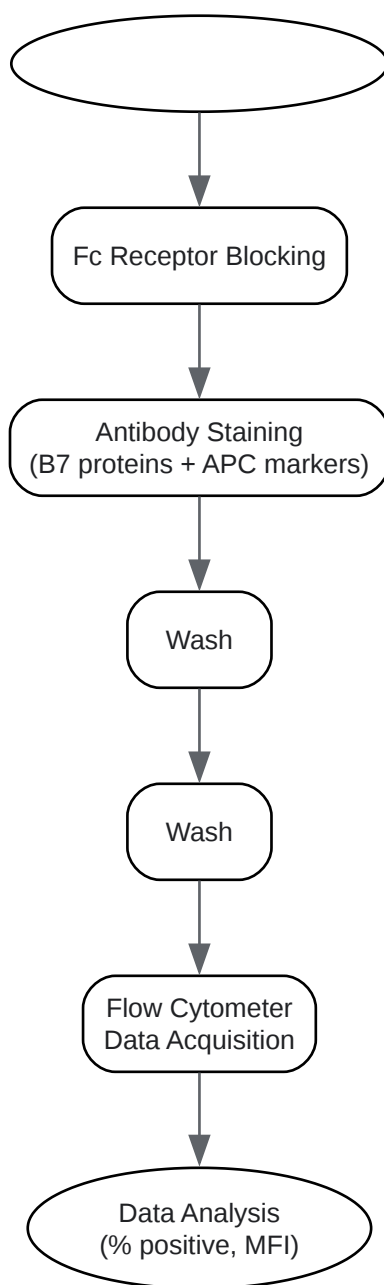 Fc Receptor Blocking
Antibody Staining
(B7 proteins + APC markers)
Wash
Wash
Flow Cytometer
Data Acquisition
Data Analysis
(% positive, MFI)